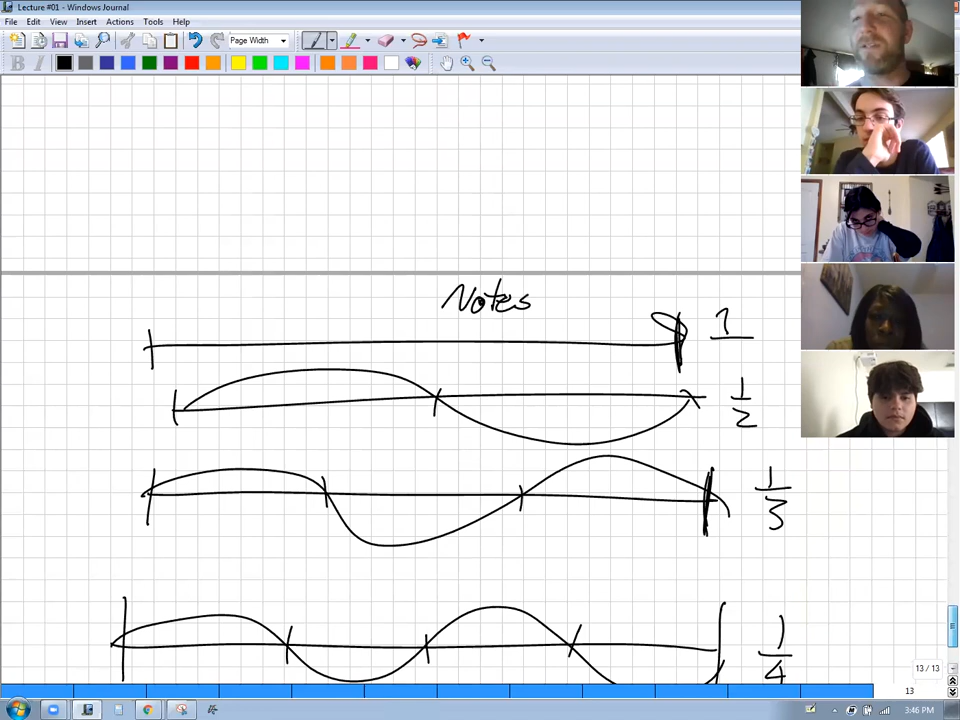 Lecture #01 - Windows Journal
File Edit View Insert Actions Tools Help
Page Width
B I
Notes
1
1
2
1
3
1
4
13 / 13
13
3:46 PM